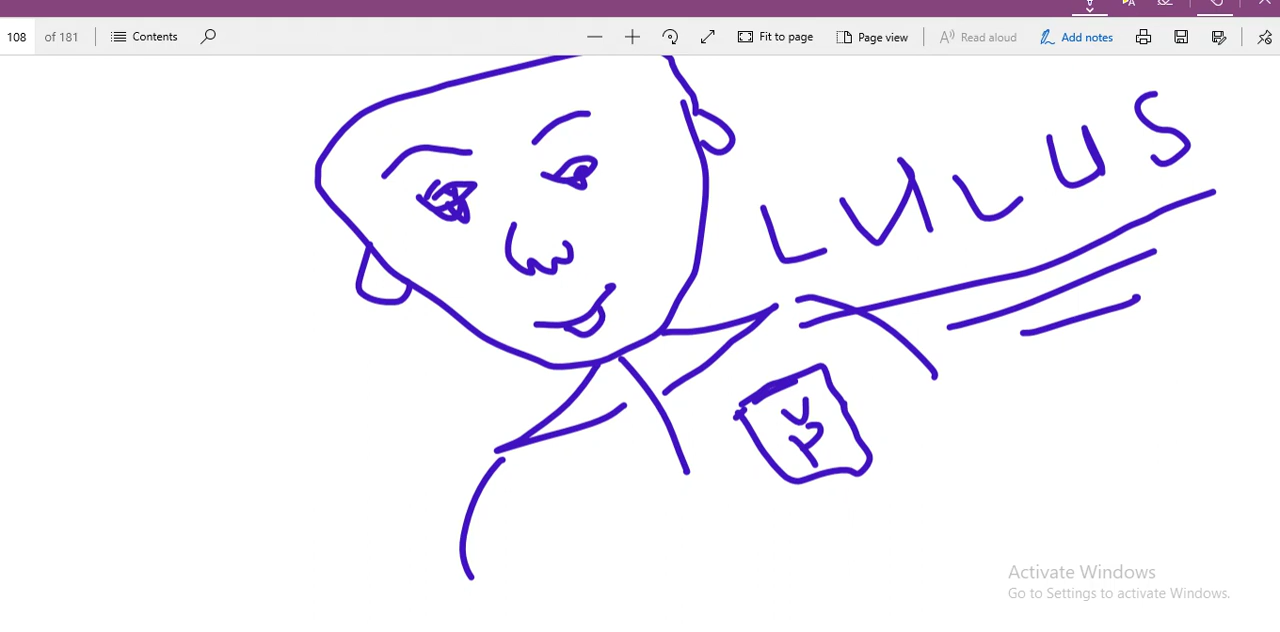 108 of 181 Contents Fit to page Page view A Read aloud Add notes
LULUS
Activate Windows
Go to Settings to activate Windows.